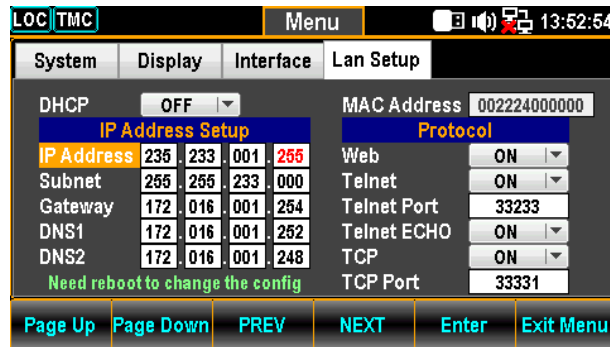 LOC TMC Menu 13:52:54
System Display Interface Lan Setup
DHCP OFF MAC Address 002224000000
IP Address Setup Protocol
IP Address 235 . 233 . 001 . 255 Web ON
Subnet 255 . 255 . 233 . 000 Telnet ON
Gateway 172 . 016 . 001 . 254 Telnet Port 33233
DNS1 172 . 016 . 001 . 252 Telnet ECHO ON
DNS2 172 . 016 . 001 . 248 TCP ON
Need reboot to change the config TCP Port 33331
Page Up Page Down PREV NEXT Enter Exit Menu